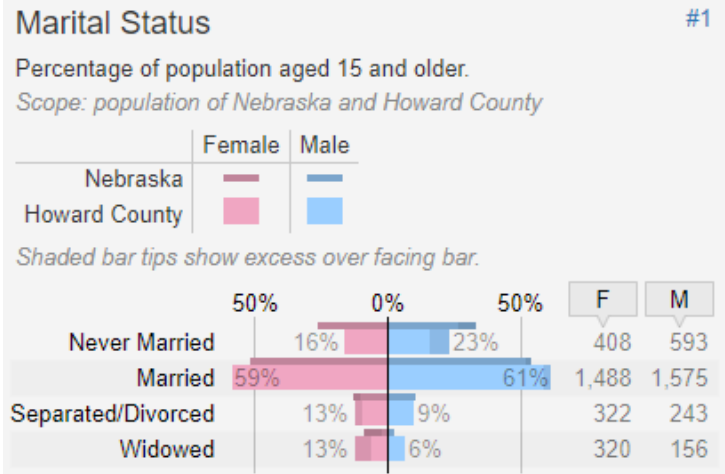 Marital Status #1
Percentage of population aged 15 and older.
Scope: population of Nebraska and Howard County
Female Male
Nebraska
Howard County
Shaded bar tips show excess over facing bar.
50% 0% 50% F M
Never Married 16% 23% 408 593
Married 59% 61% 1,488 1,575
Separated/Divorced 13% 9% 322 243
Widowed 13% 6% 320 156